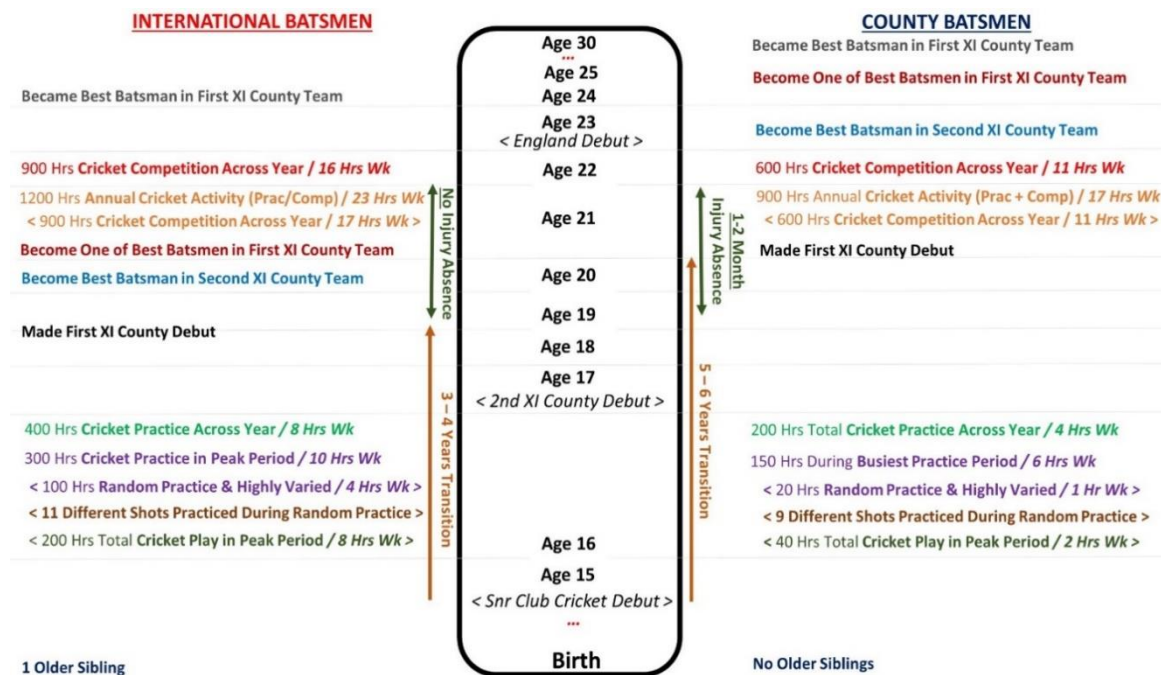 INTERNATIONAL BATSMEN
Became Best Batsman in First XI County Team
900 Hrs Cricket Competition Across Year / 16 Hrs Wk
1200 Hrs Annual Cricket Activity (Prac/Comp) / 23 Hrs Wk
< 900 Hrs Cricket Competition Across Year / 17 Hrs Wk >
Become One of Best Batsmen in First XI County Team
Become Best Batsman in Second XI County Team
Made First XI County Debut
400 Hrs Cricket Practice Across Year / 8 Hrs Wk
300 Hrs Cricket Practice in Peak Period / 10 Hrs Wk
< 100 Hrs Random Practice & Highly Varied / 4 Hrs Wk >
< 11 Different Shots Practiced During Random Practice >
< 200 Hrs Total Cricket Play in Peak Period / 8 Hrs Wk >
1 Older Sibling
No Injury Absence
3 – 4 Years Transition
Age 30
...
Age 25
Age 24
Age 23
< England Debut >
Age 22
Age 21
Age 20
Age 19
Age 18
Age 17
< 2nd XI County Debut >
Age 16
Age 15
< Snr Club Cricket Debut >
...
Birth
1-2 Month
Injury Absence
5 – 6 Years Transition
COUNTY BATSMEN
Became Best Batsman in First XI County Team
Become One of Best Batsmen in First XI County Team
Become Best Batsman in Second XI County Team
600 Hrs Cricket Competition Across Year / 11 Hrs Wk
900 Hrs Annual Cricket Activity (Prac + Comp) / 17 Hrs Wk
< 600 Hrs Cricket Competition Across Year / 11 Hrs Wk >
Made First XI County Debut
200 Hrs Total Cricket Practice Across Year / 4 Hrs Wk
150 Hrs During Busiest Practice Period / 6 Hrs Wk
< 20 Hrs Random Practice & Highly Varied / 1 Hr Wk >
< 9 Different Shots Practiced During Random Practice >
< 40 Hrs Total Cricket Play in Peak Period / 2 Hrs Wk >
No Older Siblings